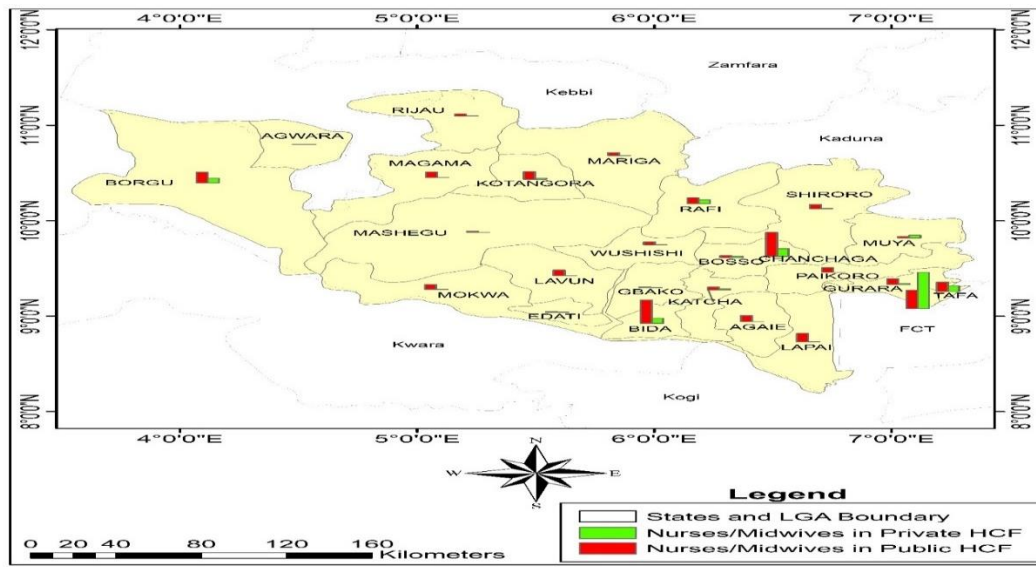 4°0'0"E 5°0'0"E 6°0'0"E 7°0'0"E
12°0'0"N 12°0'0"N
Zamfara
Kebbi
RIJAU
11°0'0"N 11°0'0"N
AGWARA
Kaduna
MARIGA
MAGAMA
BORGU
KOTANGORA
SHIRORO
RAFI
10°0'0"N 10°0'0"N
MASHEGU
MUYA
WUSHISHI
BOSSO
CHANCHAGA
PAIKORO
LAVUN
GURARA
TAFA
MOKWA
GBAKO
KATCHA
9°0'0"N 9°0'0"N
EDATI
BIDA
AGAIE
FCT
Kwara
LAPAI
Kogi
8°0'0"N 8°0'0"N
4°0'0"E 5°0'0"E 6°0'0"E 7°0'0"E
N
W E
S
Legend
States and LGA Boundary
Nurses/Midwives in Private HCF
Nurses/Midwives in Public HCF
0 20 40 80 120 160
Kilometers